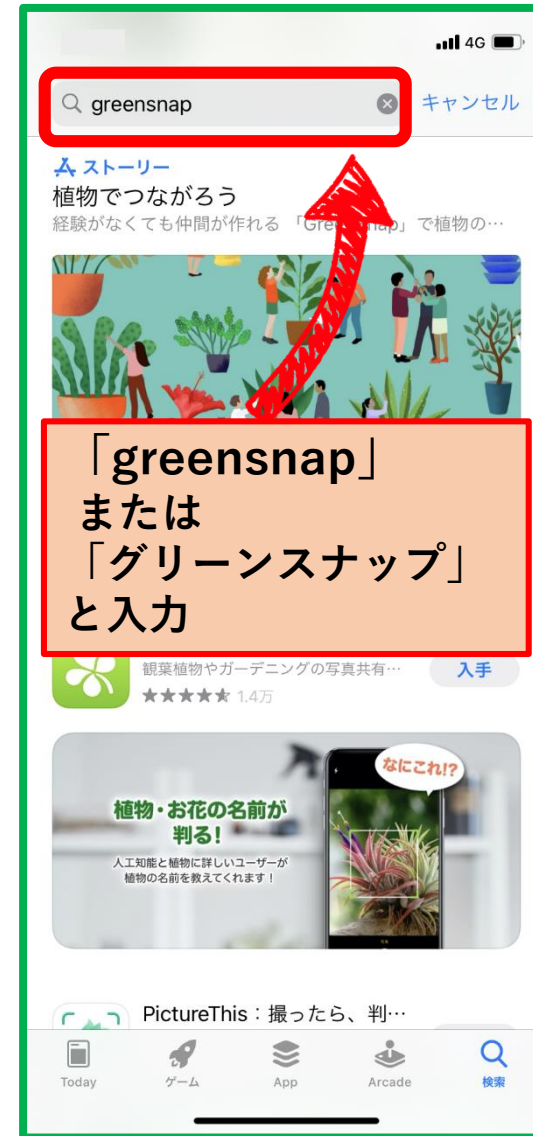 4G
greensnap
キャンセル
ストーリー
植物でつながろう
経験がなくても仲間が作れる 「Greensnap」で植物の…
「greensnap」
または
「グリーンスナップ」
と入力
観葉植物やガーデニングの写真共有…
入手
★★★★★ 1.4万
なにこれ!?
植物・お花の名前が
判る!
人工知能と植物に詳しいユーザーが
植物の名前を教えてくれます!
PictureThis:撮ったら、判…
Today
ゲーム
App
Arcade
検索